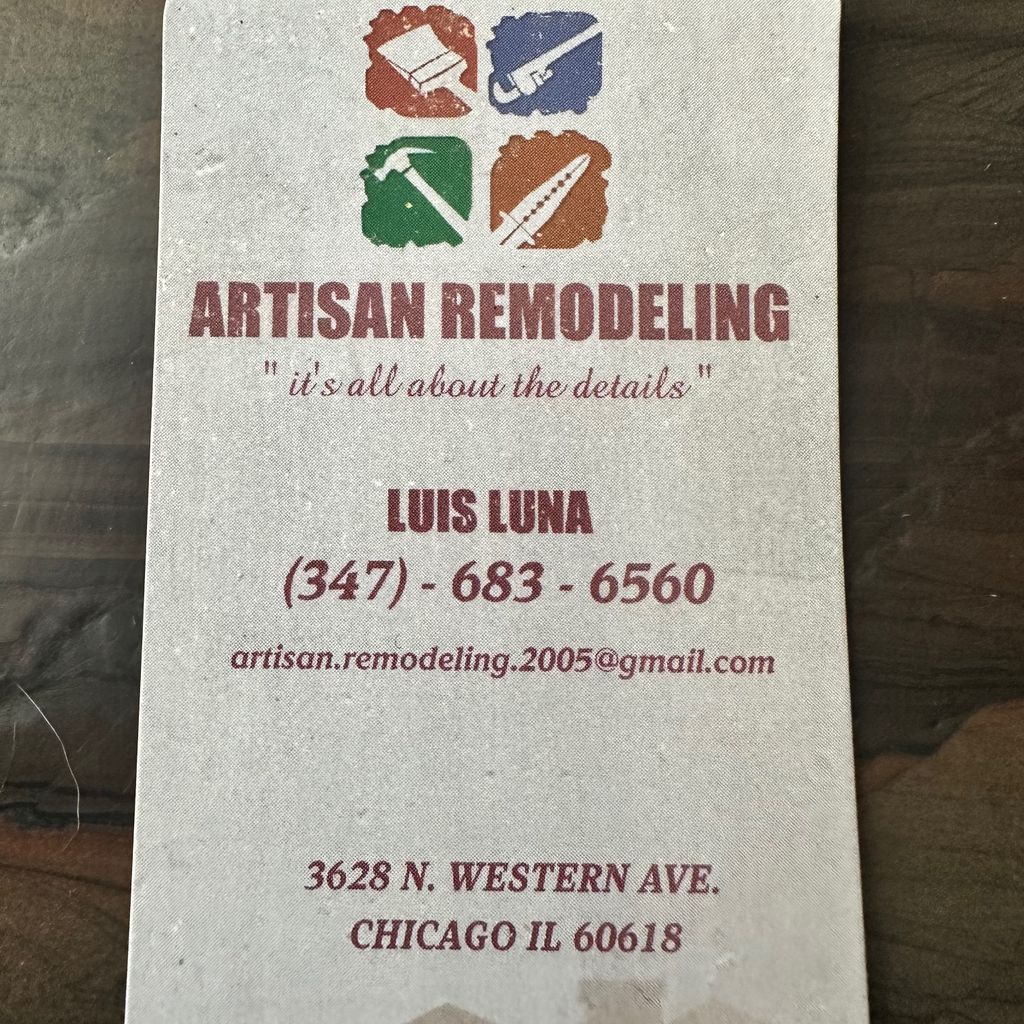 ARTISAN REMODELING
" it's all about the details "
LUIS LUNA
(347) - 683 - 6560
artisan.remodeling.2005@gmail.com
3628 N. WESTERN AVE.
CHICAGO IL 60618